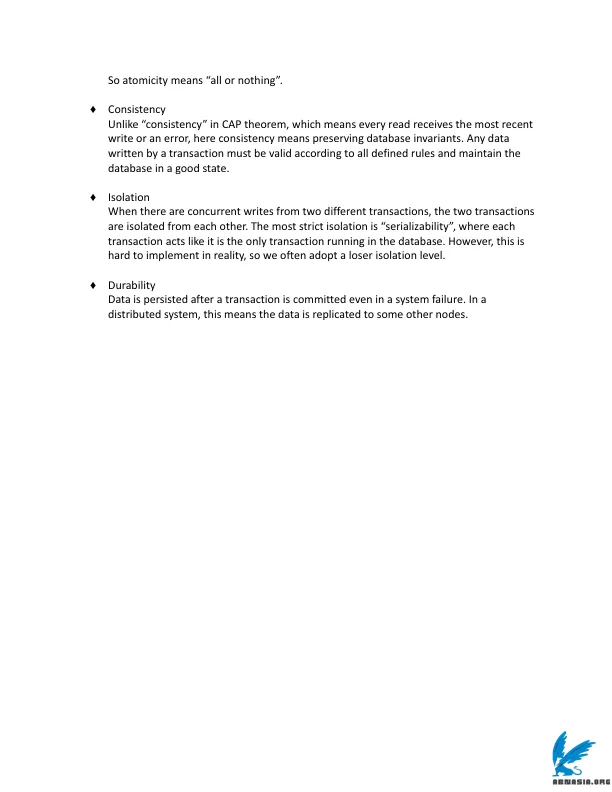 So atomicity means “all or nothing”.
♦ Consistency
Unlike “consistency” in CAP theorem, which means every read receives the most recent
write or an error, here consistency means preserving database invariants. Any data
written by a transaction must be valid according to all defined rules and maintain the
database in a good state.
♦ Isolation
When there are concurrent writes from two different transactions, the two transactions
are isolated from each other. The most strict isolation is “serializability”, where each
transaction acts like it is the only transaction running in the database. However, this is
hard to implement in reality, so we often adopt a loser isolation level.
♦ Durability
Data is persisted after a transaction is committed even in a system failure. In a
distributed system, this means the data is replicated to some other nodes.
ABNASIA.ORG